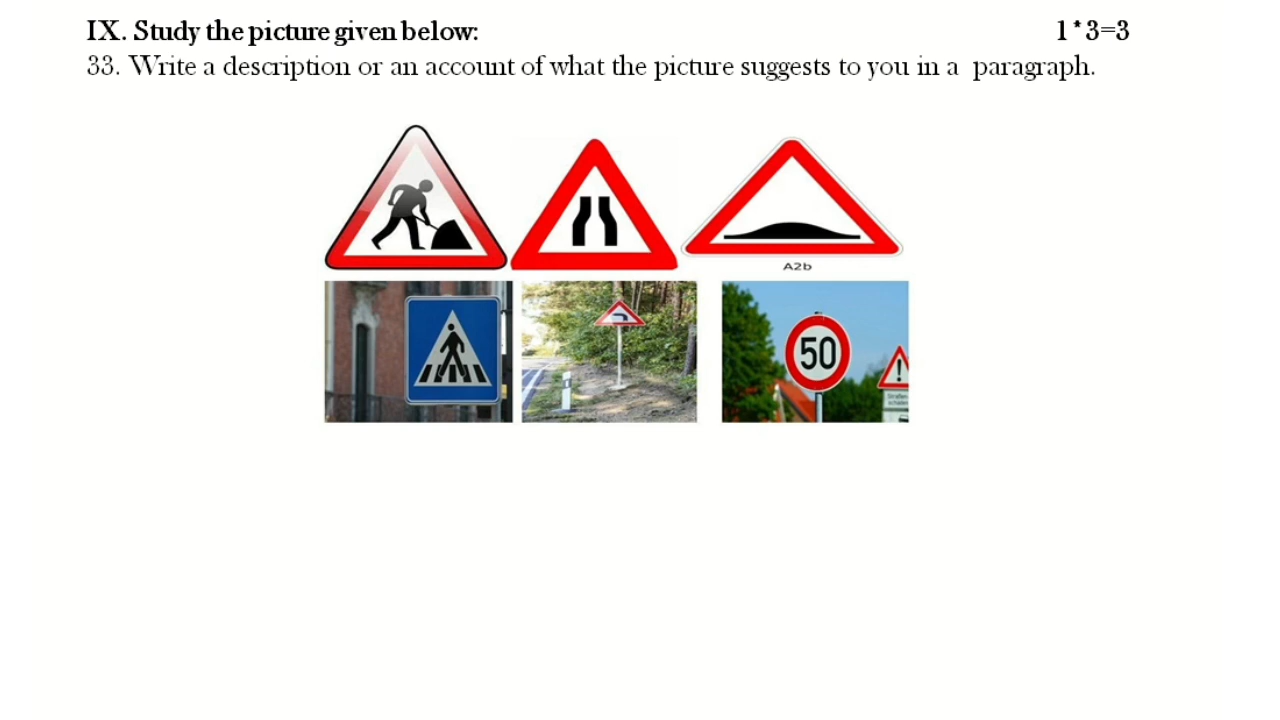 IX. Study the picture given below: 1*3=3
33. Write a description or an account of what the picture suggests to you in a paragraph.
A2b
50
!